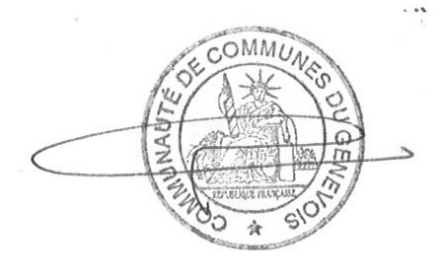 COMMUNAUTÉ DE COMMUNES DU GENEVOIS
RÉPUBLIQUE FRANÇAISE